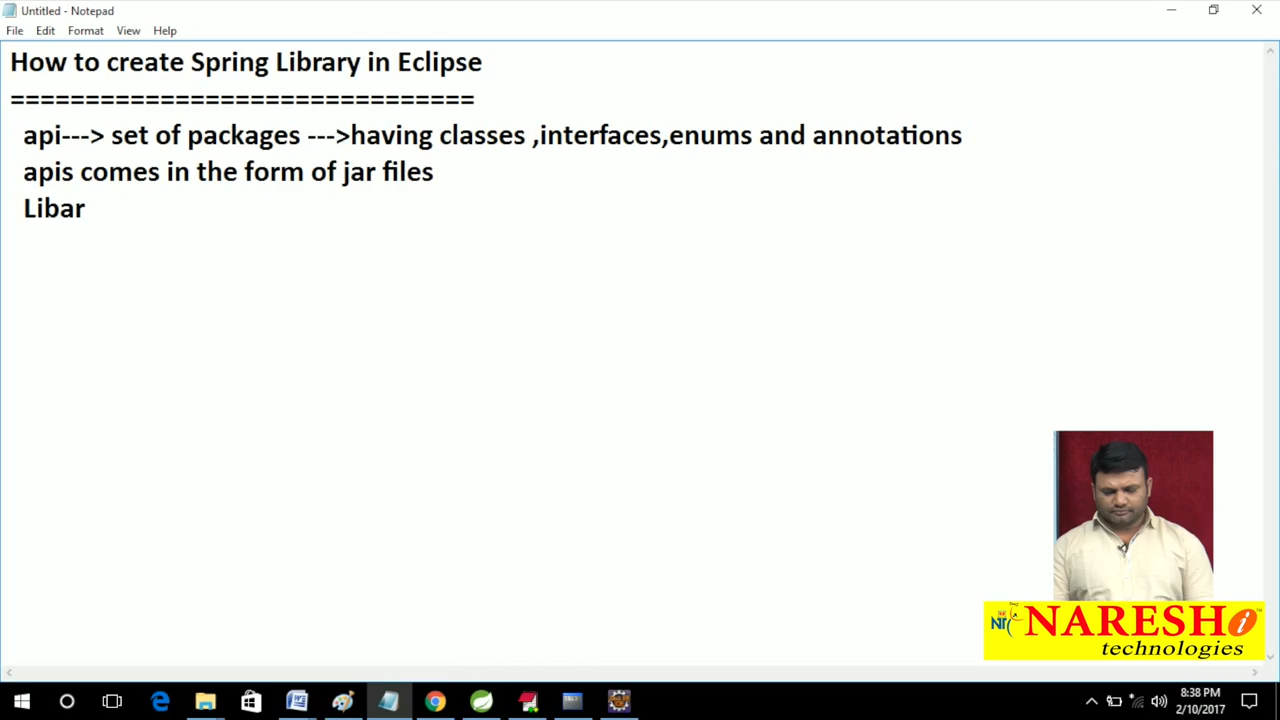 Untitled - Notepad
File Edit Format View Help
How to create Spring Library in Eclipse
===============================
api---> set of packages --->having classes ,interfaces,enums and annotations
apis comes in the form of jar files
Libar
NARESH i
technologies
8:38 PM
2/10/2017